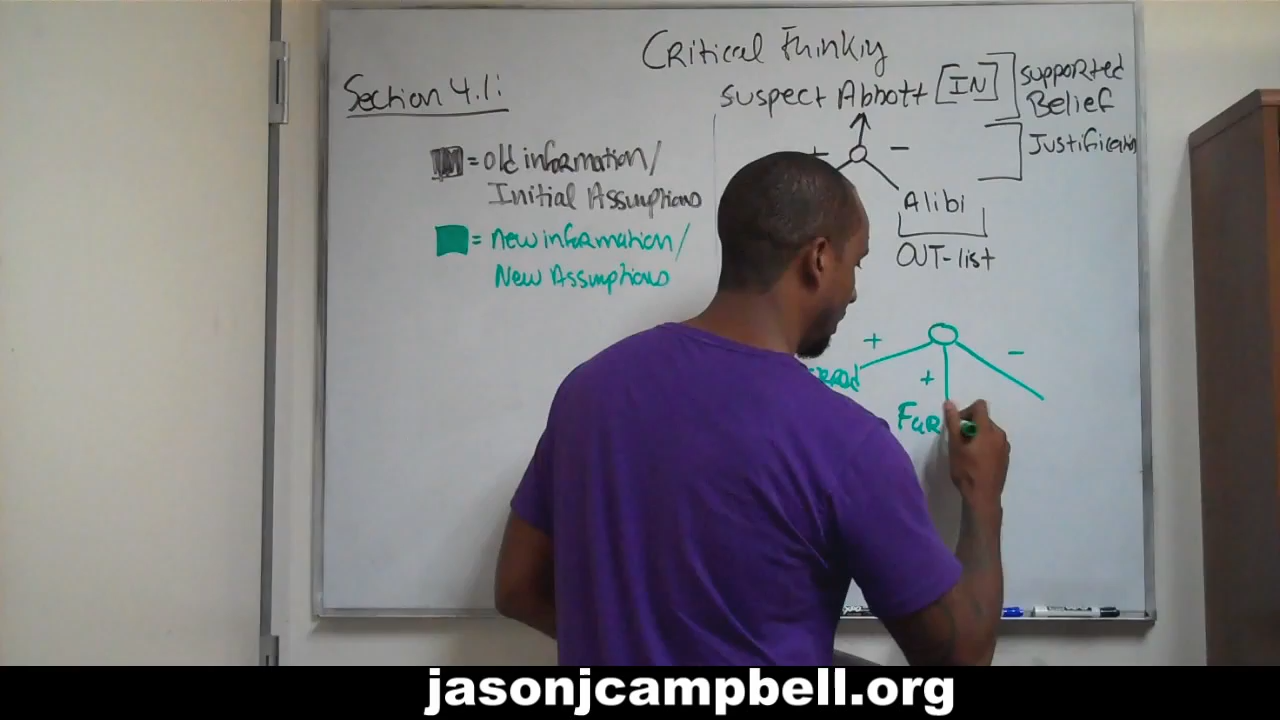 Critical Thinking
Section 4.1:
suspect Abbott [IN]
supported
Belief
+
-
Justification
= old information/
Initial Assumptions
= new information/
New Assumptions
Alibi
OUT-list
+
-
+
Far
jasonjcampbell.org